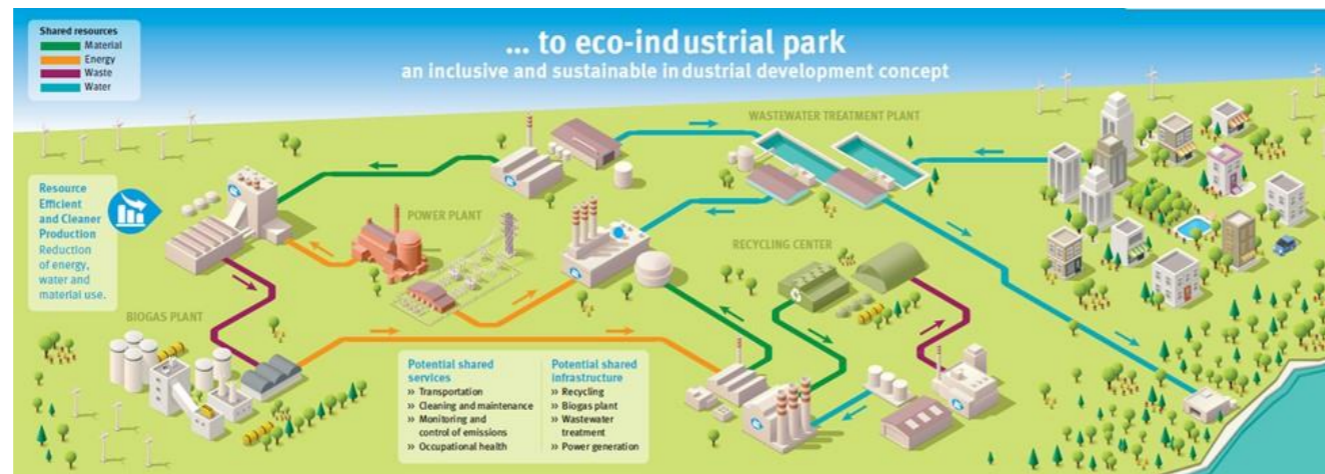 Shared resources
Material
Energy
Waste
Water
... to eco-industrial park
an inclusive and sustainable industrial development concept
WASTEWATER TREATMENT PLANT
Resource
Efficient
and Cleaner
Production
Reduction
of energy,
water and
material use.
POWER PLANT
RECYCLING CENTER
BIOGAS PLANT
Potential shared
services
» Transportation
» Cleaning and maintenance
» Monitoring and
control of emissions
» Occupational health
Potential shared
infrastructure
» Recycling
» Biogas plant
» Wastewater
treatment
» Power generation